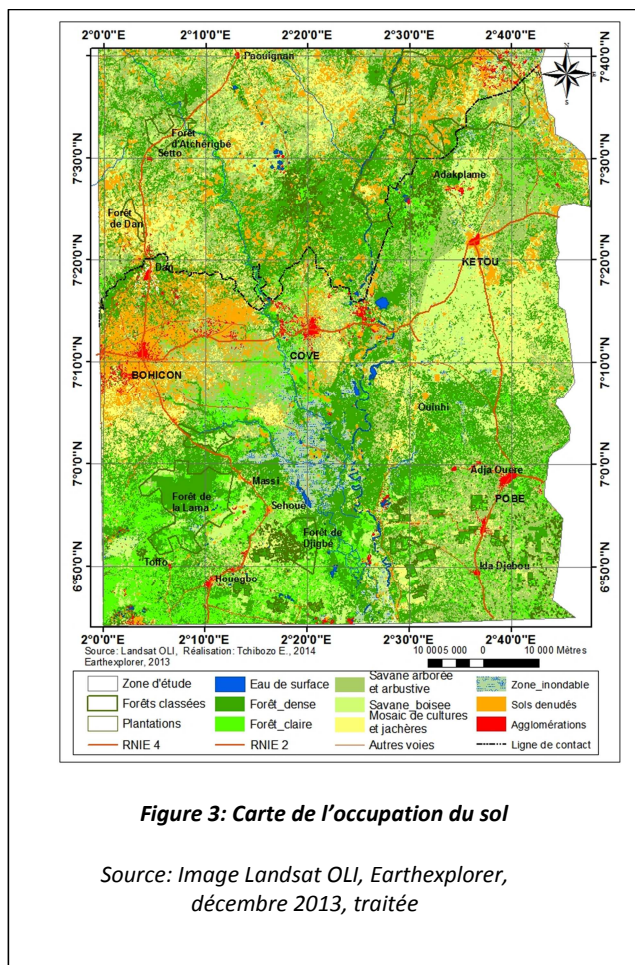 2°0'0"E 2°10'0"E 2°20'0"E 2°30'0"E 2°40'0"E
7°40'0"N 7°40'0"N
Paouignan
N
E
S
Forêt
d'Atchérigbé
Setto
7°30'0"N 7°30'0"N
Adakplame
Forêt
de Dan
7°20'0"N 7°20'0"N
KETOU
Dan
COVE
BOHICON
7°10'0"N 7°10'0"N
Ouinhi
7°0'0"N 7°0'0"N
Massi
Adja Ouere
Forêt de
la Lama
Sehoue
POBE
Forêt de
Djigbé
6°50'0"N 6°50'0"N
Toffo
Houegbo
Ida Djebou
2°0'0"E 2°10'0"E 2°20'0"E 2°30'0"E 2°40'0"E
Source: Landsat OLI, Réalisation: Tchibozo E., 2014
Earthexplorer, 2013
10 0005 000 0 10 000 Mètres
Zone d'étude
Forêts classées
Plantations
RNIE 4
Eau de surface
Forêt_dense
Forêt_claire
RNIE 2
Savane arborée
et arbustive
Savane_boisee
Mosaic de cultures
et jachères
Autres voies
Zone_inondable
Sols denudés
Agglomérations
Ligne de contact
Figure 3: Carte de l'occupation du sol
Source: Image Landsat OLI, Earthexplorer,
décembre 2013, traitée